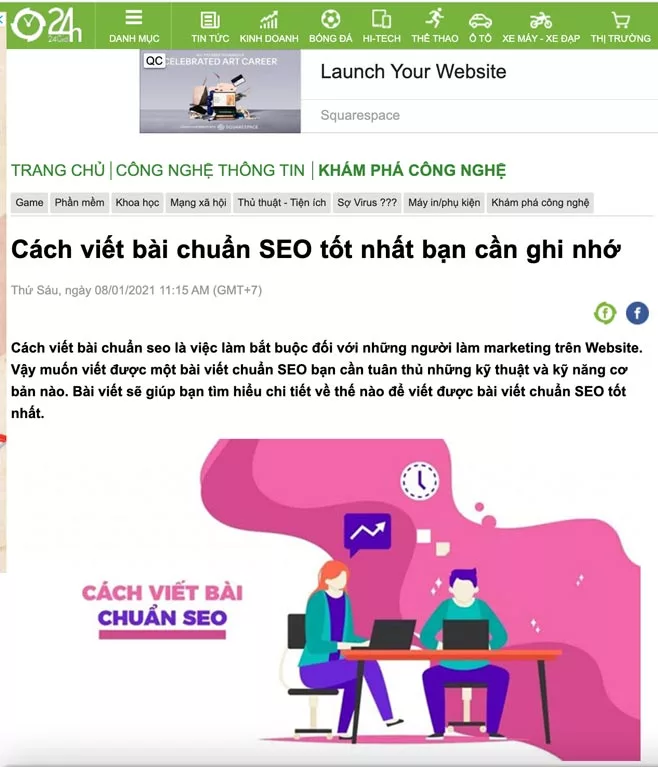 24h
DANH MỤC
TIN TỨC
KINH DOANH
BÓNG ĐÁ
HI-TECH
THỂ THAO
Ô TÔ
XE MÁY - XE ĐẠP
THỊ TRƯỜNG
QC
CELEBRATED ART CAREER
SQUARESPACE
Launch Your Website
Squarespace
TRANG CHỦ | CÔNG NGHỆ THÔNG TIN | KHÁM PHÁ CÔNG NGHỆ
Game
Phần mềm
Khoa học
Mạng xã hội
Thủ thuật - Tiện ích
Sợ Virus ???
Máy in/phụ kiện
Khám phá công nghệ
Cách viết bài chuẩn SEO tốt nhất bạn cần ghi nhớ
Thứ Sáu, ngày 08/01/2021 11:15 AM (GMT+7)
Cách viết bài chuẩn seo là việc làm bắt buộc đối với những người làm marketing trên Website.
Vậy muốn viết được một bài viết chuẩn SEO bạn cần tuân thủ những kỹ thuật và kỹ năng cơ
bản nào. Bài viết sẽ giúp bạn tìm hiểu chi tiết về thế nào để viết được bài viết chuẩn SEO tốt
nhất.
CÁCH VIẾT BÀI
CHUẨN SEO